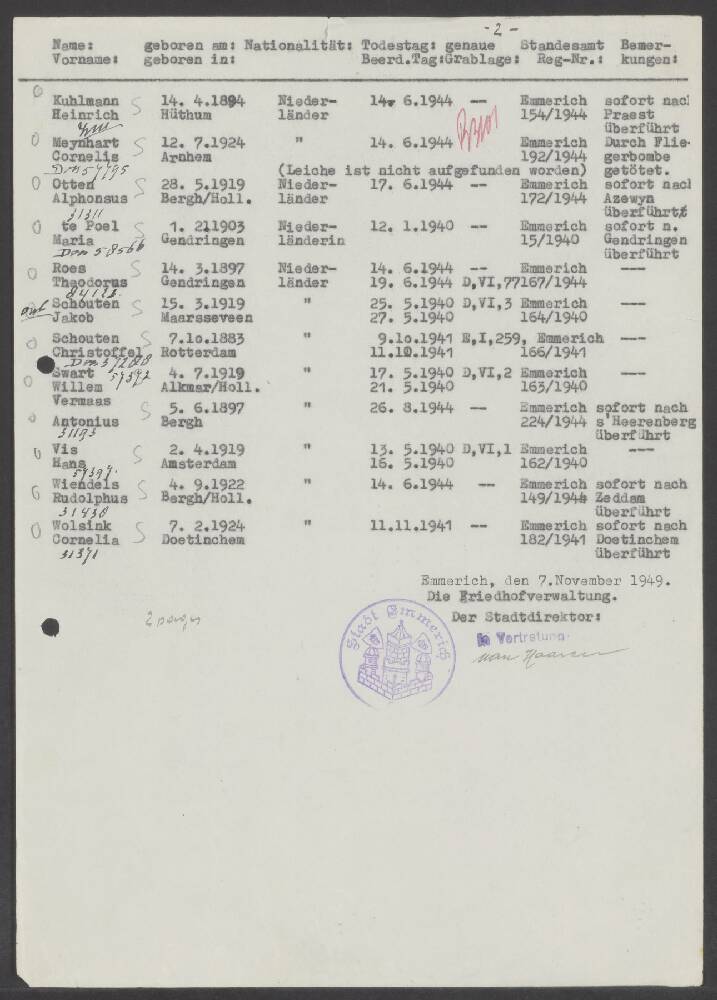 - 2 -
Name: geboren am: Nationalität: Todestag: genaue Standesamt Bemer-
Vorname: geboren in: Beerd.Tag:Grablage: Reg-Nr.: kungen:
Kuhlmann S 14. 4.1894 Nieder- 14. 6.1944 -- Emmerich sofort nach
Heinrich Hüthum länder 154/1944 Praest
überführt
Meynhart S 12. 7.1924 " 14. 6.1944 -- Emmerich Durch Flie-
Cornelis Arnhem 192/1944 gerbombe
(Leiche ist nicht aufgefunden worden) getötet.
Otten S 28. 5.1919 Nieder- 17. 6.1944 -- Emmerich sofort nach
Alphonsus Bergh/Holl. länder 172/1944 Azewyn
31311 überführt
te Poel S 1. 211903 Nieder- 12. 1.1940 -- Emmerich sofort n.
Maria Gendringen länderin 15/1940 Gendringen
überführt
Roes S 14. 3.1897 Nieder- 14. 6.1944 -- Emmerich ---
Theodorus Gendringen länder 19. 6.1944 D,VI,77167/1944
Schouten S 15. 3.1919 " 25. 5.1940 D,VI,3 Emmerich ---
Jakob Maarsseveen 27. 5.1940 164/1940
Schouten 7.10.1883 " 9.10.1941 E,I,259, Emmerich ---
Christoffel Rotterdam 11.10.1941 166/1941
Swart 57392 4. 7.1919 " 17. 5.1940 D,VI,2 Emmerich ---
Willem Alkmar/Holl. 21. 5.1940 163/1940
Vermaas S 5. 6.1897 " 26. 8.1944 -- Emmerich sofort nach
Antonius Bergh 224/1944 s'Heerenberg
überführt
Vis S 2. 4.1919 " 13. 5.1940 D,VI,1 Emmerich ---
Hans Amsterdam 16. 5.1940 162/1940
Wiendels S 4. 9.1922 " 14. 6.1944 -- Emmerich sofort nach
Rudolphus Bergh/Holl. 149/1944 Zeddam
31438 überführt
Wolsink S 7. 2.1924 " 11.11.1941 -- Emmerich sofort nach
Cornelia Doetinchem 182/1941 Doetinchem
31371 überführt
Emmerich, den 7.November 1949.
Die Friedhofverwaltung.
Der Stadtdirektor:
In Vertretung
Stadt Emmerich